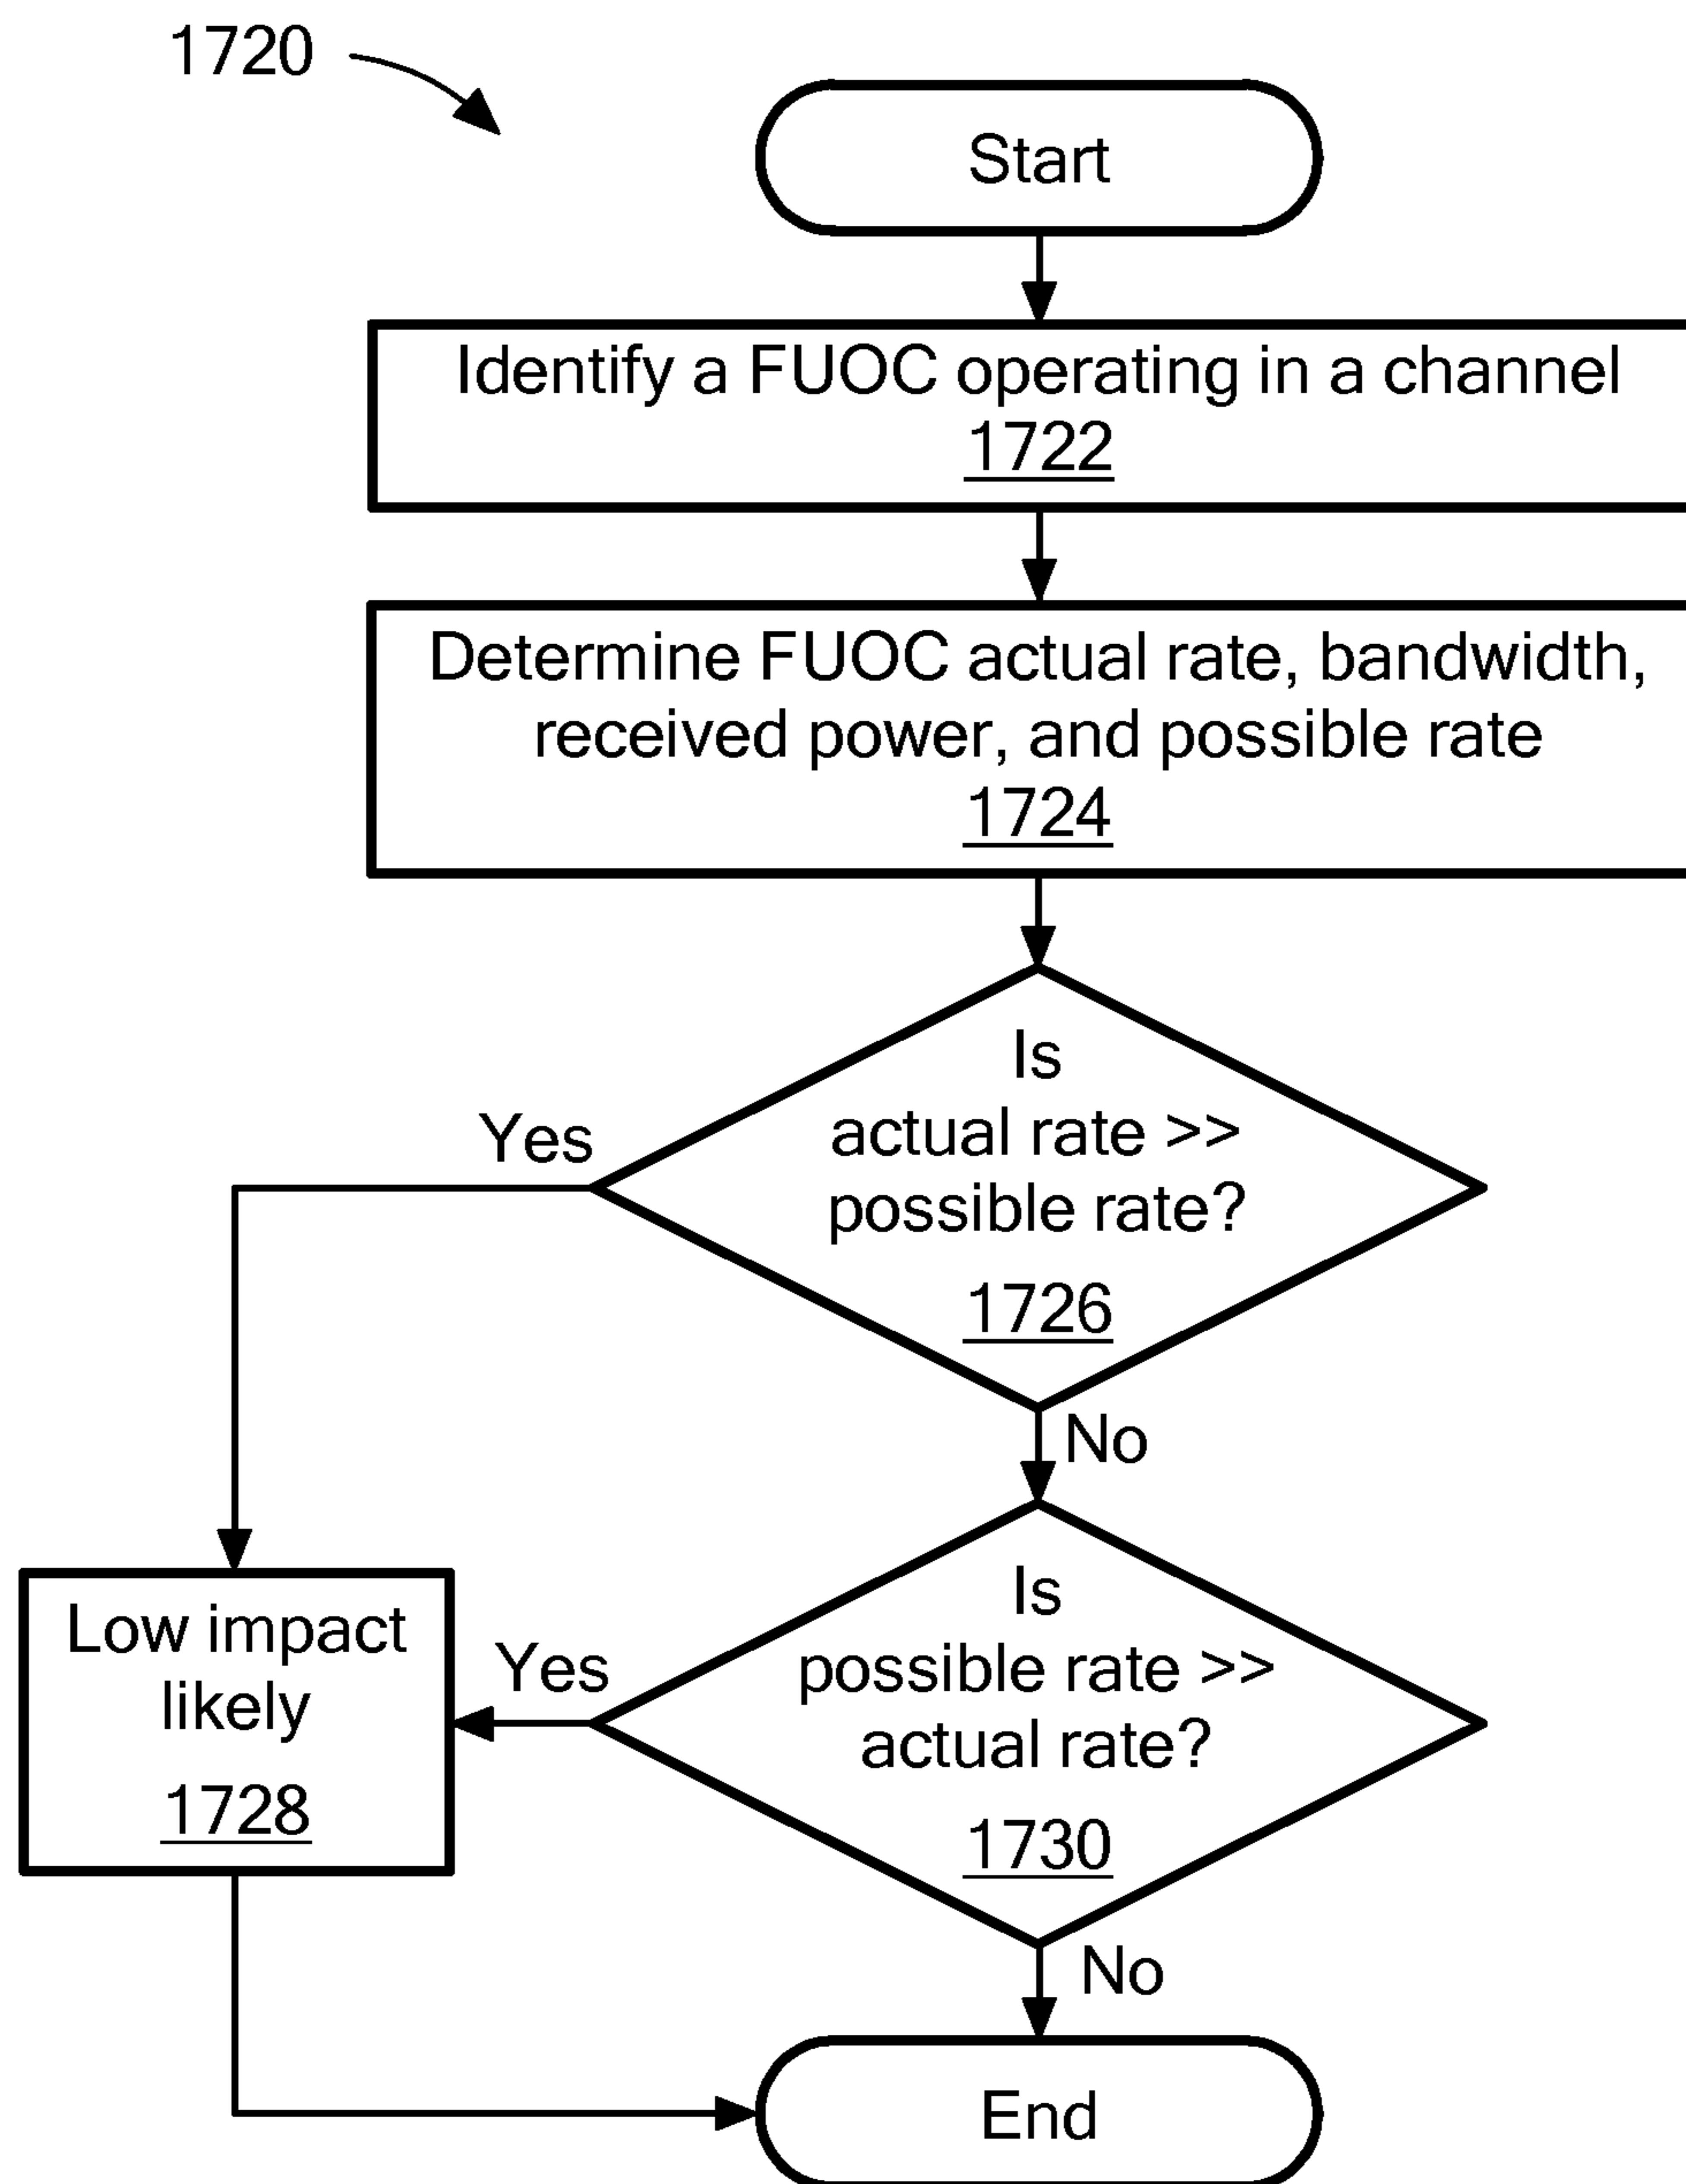 1720
Start
Identify a FUOC operating in a channel
1722
Determine FUOC actual rate, bandwidth,
received power, and possible rate
1724
Is
actual rate >>
possible rate?
1726
Yes
No
Is
possible rate >>
actual rate?
1730
Yes
Low impact
likely
1728
No
End